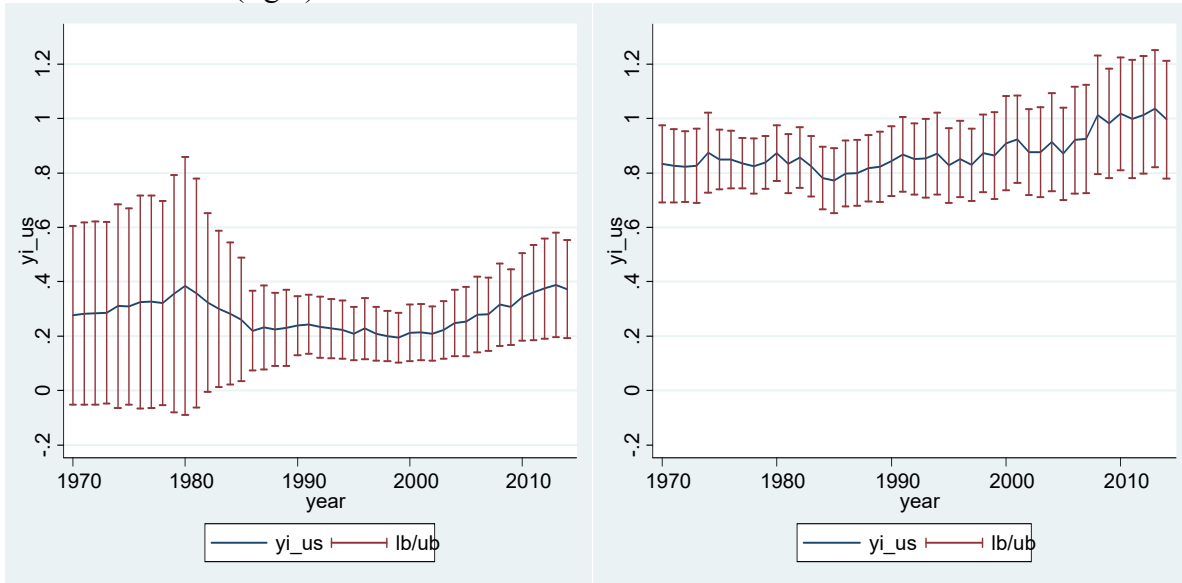 (right)
yi_us
-.2 0 .2 .4 .6 .8 1 1.2
1970 1980 1990 2000 2010
year
yi_us lb/ub
yi_us
-.2 0 .2 .4 .6 .8 1 1.2
1970 1980 1990 2000 2010
year
yi_us lb/ub